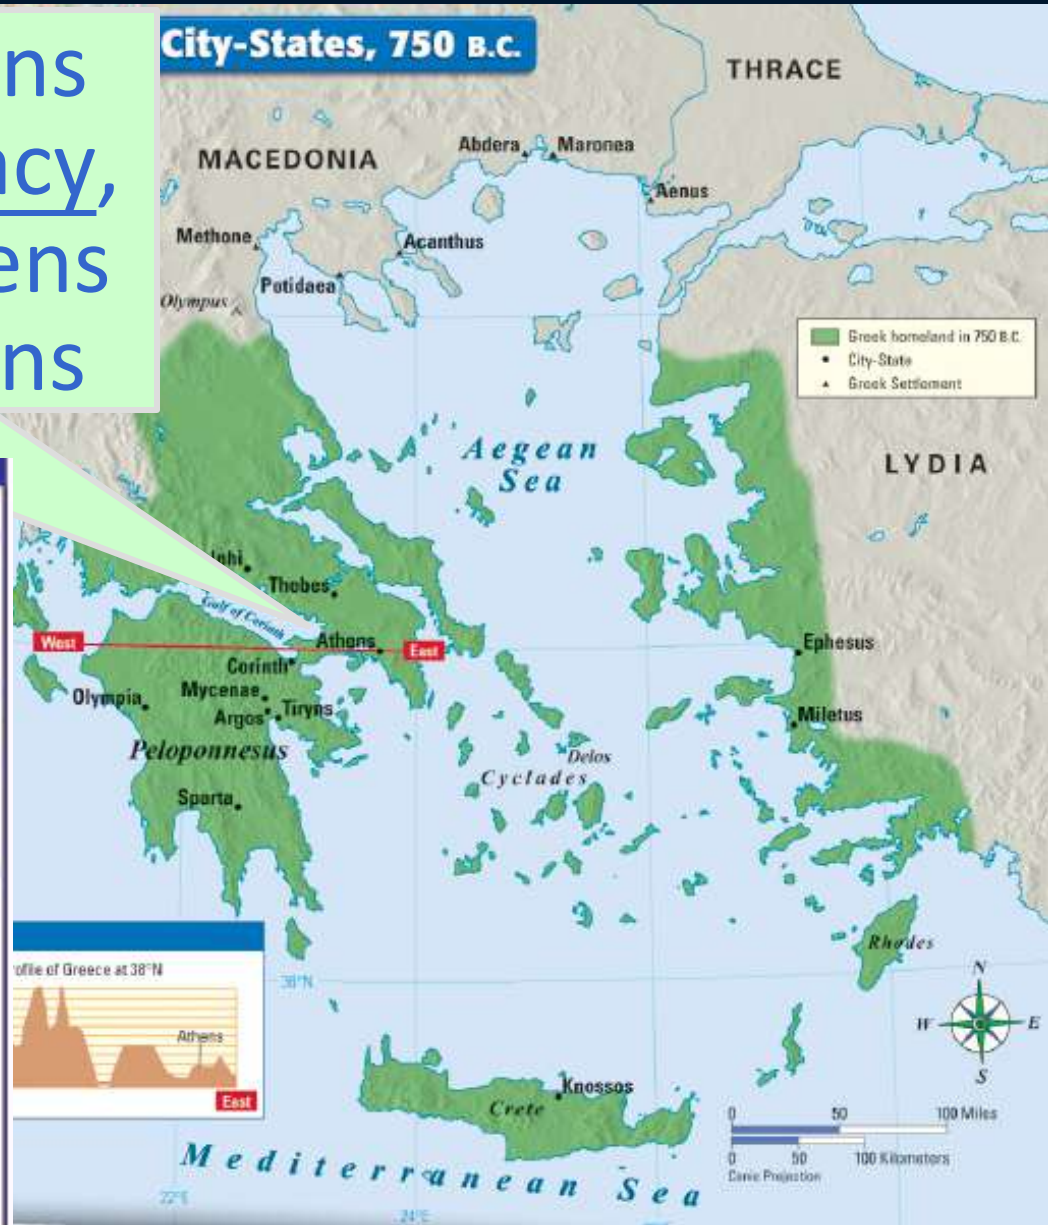 ns
City-States, 750 B.C.
ncy,
ens
ns
THRACE
MACEDONIA
Abdera
Maronea
Aenus
Methone
Acanthus
Potidaea
Olympus
Greek homeland in 750 B.C.
City-State
Greek Settlement
Aegean
Sea
LYDIA
lphi
Thebes
Gulf of Corinth
West
Athens
East
Corinth
Ephesus
Olympia
Mycenae
Argos
Tiryns
Miletus
Peloponnesus
Delos
Cyclades
Sparta
Rhodes
rofile of Greece at 38°N
38°N
Athens
East
N
W
E
S
Knossos
Crete
0 50 100 Miles
0 50 100 Kilometers
Conic Projection
Mediterranean Sea
22°E
24°E